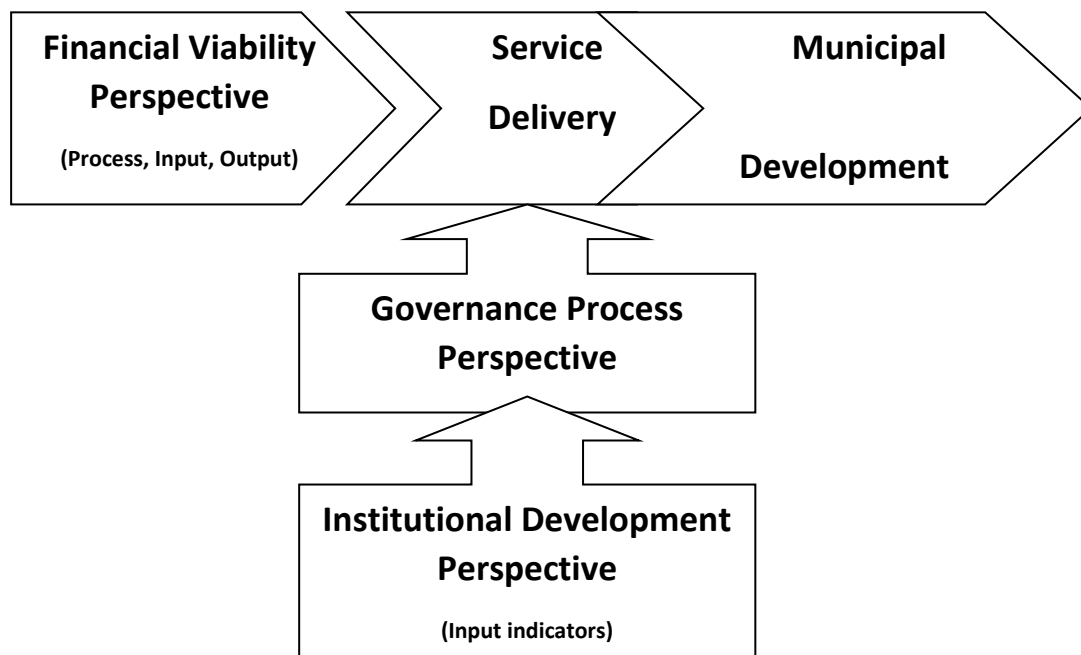 Financial Viability
Perspective
(Process, Input, Output)
Service
Delivery
Municipal
Development
Governance Process
Perspective
Institutional Development
Perspective
(Input indicators)